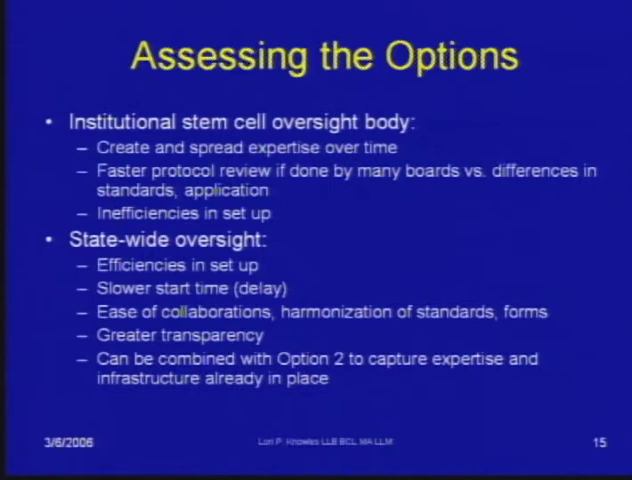 Assessing the Options
• Institutional stem cell oversight body:
– Create and spread expertise over time
– Faster protocol review if done by many boards vs. differences in
standards, application
– Inefficiencies in set up
• State-wide oversight:
– Efficiencies in set up
– Slower start time (delay)
– Ease of collaborations, harmonization of standards, forms
– Greater transparency
– Can be combined with Option 2 to capture expertise and
infrastructure already in place
3/6/2006
Lori P. Knowles LLB BCL MA LLM
15